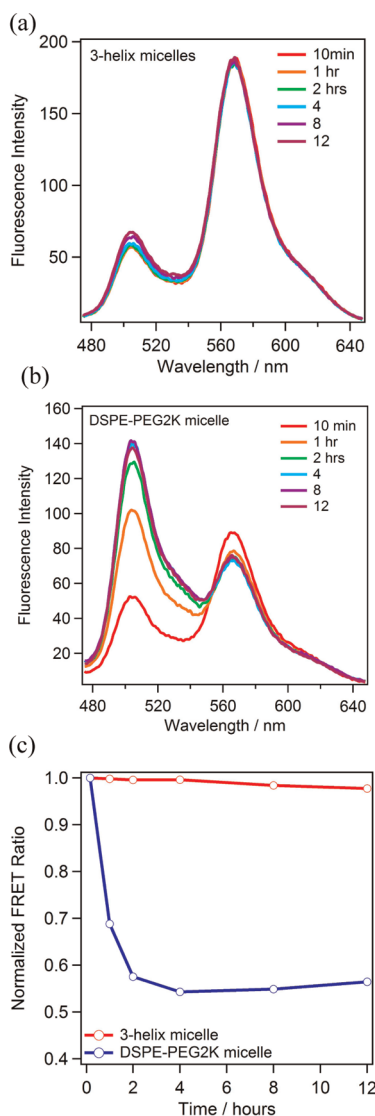 (a)
200
150
100
50
Fluorescence Intensity
3-helix micelles
10min
1 hr
2 hrs
4
8
12
480 520 560 600 640
Wavelength / nm
(b)
160
140
120
100
80
60
40
20
Fluorescence Intensity
DSPE-PEG2K micelle
10 min
1 hr
2 hrs
4
8
12
480 520 560 600 640
Wavelength / nm
(c)
1.0
0.9
0.8
0.7
0.6
0.5
0.4
Normalized FRET Ratio
3-helix micelle
DSPE-PEG2K micelle
0 2 4 6 8 10 12
Time / hours